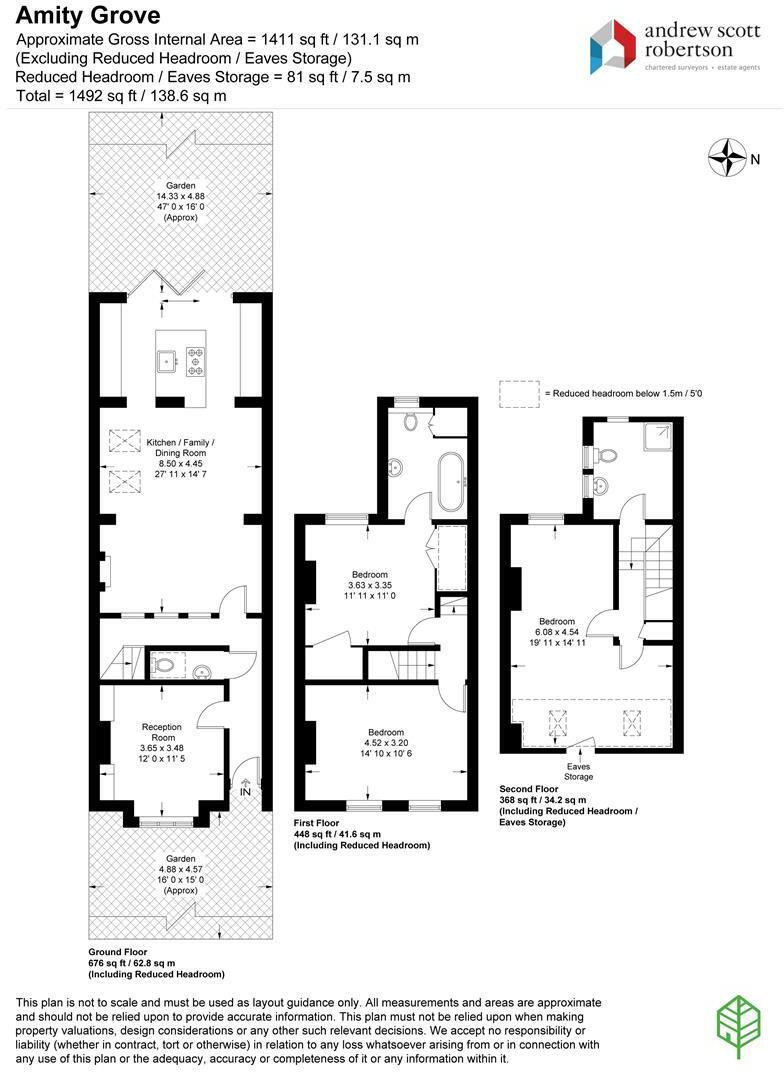 Amity Grove
Approximate Gross Internal Area = 1411 sq ft / 131.1 sq m
(Excluding Reduced Headroom / Eaves Storage)
Reduced Headroom / Eaves Storage = 81 sq ft / 7.5 sq m
Total = 1492 sq ft / 138.6 sq m
andrew scott
robertson
chartered surveyors • estate agents
N
Garden
14.33 x 4.88
47' 0 x 16' 0
(Approx)
= Reduced headroom below 1.5m / 5'0
Kitchen / Family /
Dining Room
8.50 x 4.45
27' 11 x 14' 7
Bedroom
3.63 x 3.35
11' 11 x 11' 0
Bedroom
6.08 x 4.54
19' 11 x 14' 11
Reception
Room
3.65 x 3.48
12' 0 x 11' 5
Bedroom
4.52 x 3.20
14' 10 x 10' 6
IN
Eaves
Storage
Second Floor
368 sq ft / 34.2 sq m
(Including Reduced Headroom /
Eaves Storage)
First Floor
448 sq ft / 41.6 sq m
(Including Reduced Headroom)
Garden
4.88 x 4.57
16' 0 x 15' 0
(Approx)
Ground Floor
676 sq ft / 62.8 sq m
(Including Reduced Headroom)
This plan is not to scale and must be used as layout guidance only. All measurements and areas are approximate
and should not be relied upon to provide accurate information. This plan must not be relied upon when making
property valuations, design considerations or any other such relevant decisions. We accept no responsibility or
liability (whether in contract, tort or otherwise) in relation to any loss whatsoever arising from or in connection with
any use of this plan or the adequacy, accuracy or completeness of it or any information within it.